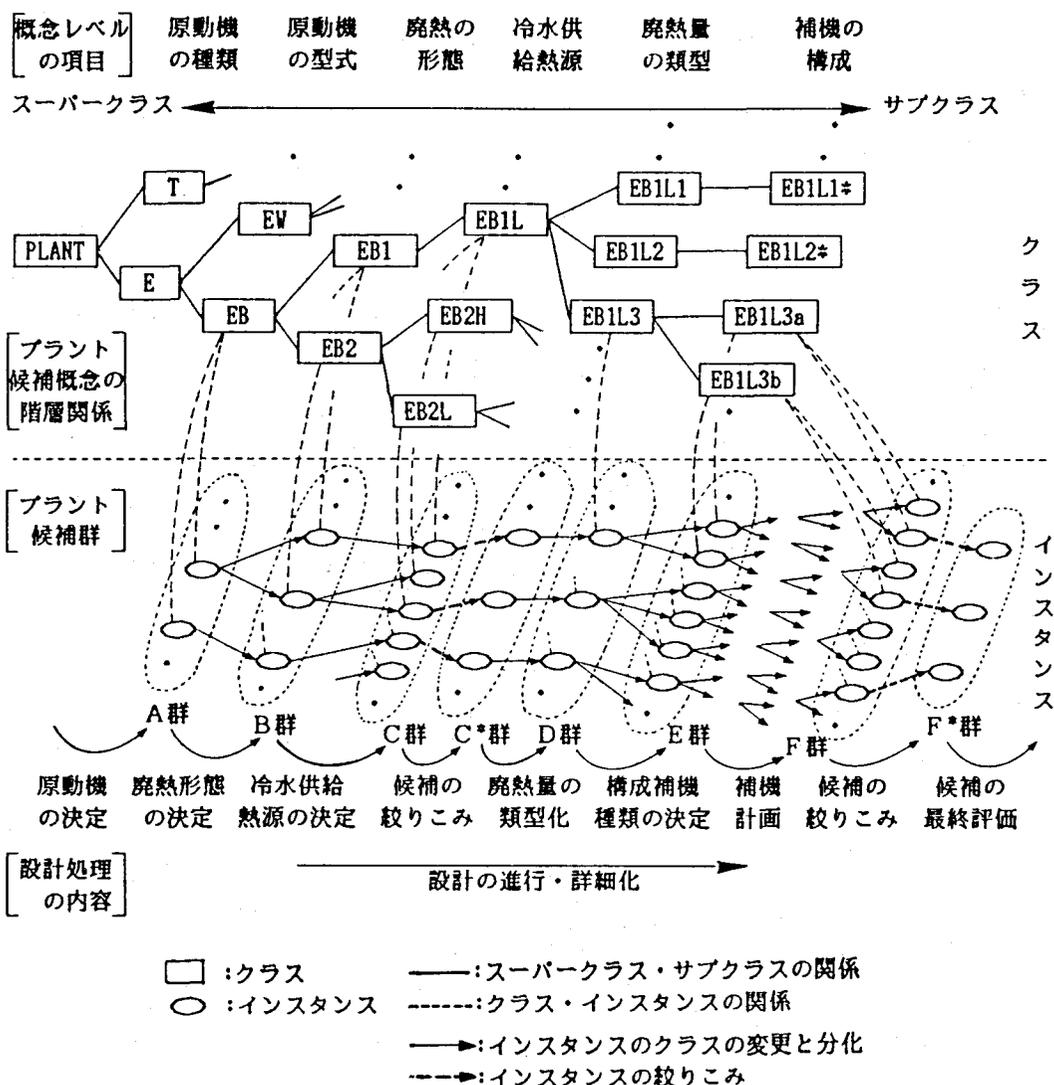 概念レベルの項目
原動機の種類
原動機の型式
廃熱の形態
冷水供給熱源
廃熱量の類型
補機の構成
スーパークラス
サブクラス
T
EB1L1
EB1L1*
EW
EB1L
PLANT
EB1
EB1L2
EB1L2*
E
EB
EB2H
EB1L3
EB1L3a
EB2
EB1L3b
EB2L
クラス
プラント候補概念の階層関係
プラント候補群
インスタンス
A群
B群
C群
C*群
D群
E群
F群
F*群
原動機の決定
廃熱形態の決定
冷水供給熱源の決定
候補の絞りこみ
廃熱量の類型化
構成補機種類の決定
補機計画
候補の絞りこみ
候補の最終評価
設計処理の内容
設計の進行・詳細化
:クラス
:スーパークラス・サブクラスの関係
:インスタンス
:クラス・インスタンスの関係
:インスタンスのクラスの変更と分化
:インスタンスの絞りこみ